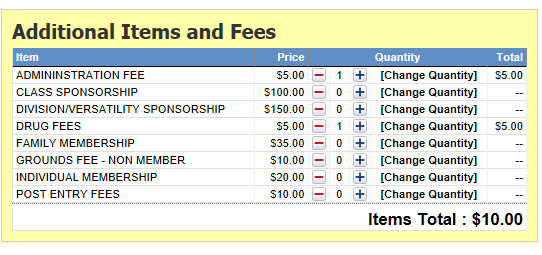 Additional Items and Fees
Item Price Quantity Total
ADMININSTRATION FEE $5.00 1 [Change Quantity] $5.00
CLASS SPONSORSHIP $100.00 0 [Change Quantity] --
DIVISION/VERSATILITY SPONSORSHIP $150.00 0 [Change Quantity] --
DRUG FEES $5.00 1 [Change Quantity] $5.00
FAMILY MEMBERSHIP $35.00 0 [Change Quantity] --
GROUNDS FEE - NON MEMBER $10.00 0 [Change Quantity] --
INDIVIDUAL MEMBERSHIP $20.00 0 [Change Quantity] --
POST ENTRY FEES $10.00 0 [Change Quantity] --
Items Total : $10.00